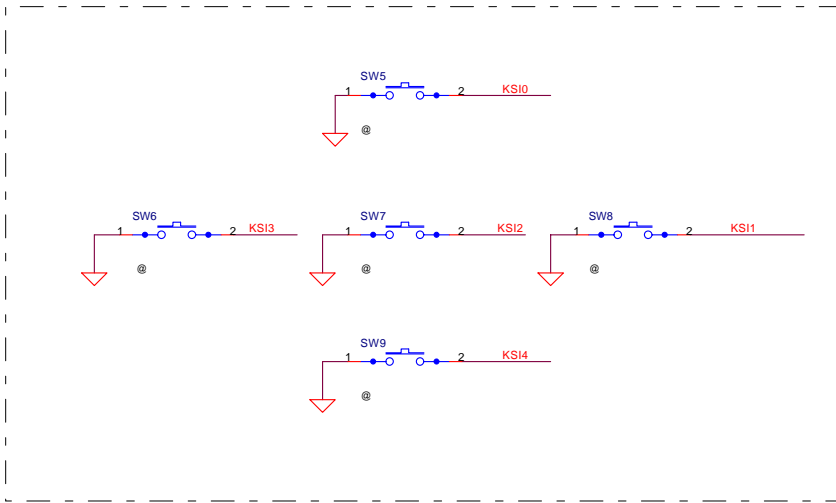 SW5
1 2 KSI0
@
SW6
1 2 KSI3
@
SW7
1 2 KSI2
@
SW8
1 2 KSI1
@
SW9
1 2 KSI4
@